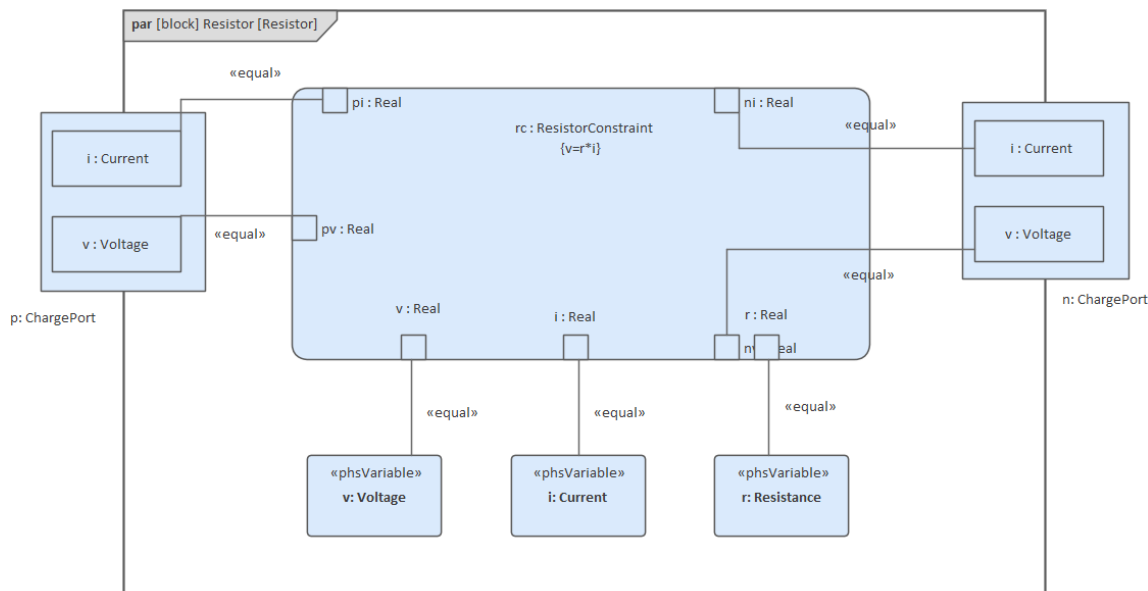 par [block] Resistor [Resistor]
«equal»
pi : Real
ni : Real
rc : ResistorConstraint
{v=r*i}
«equal»
i : Current
i : Current
pv : Real
«equal»
v : Voltage
v : Voltage
«equal»
p: ChargePort
n: ChargePort
v : Real
i : Real
r : Real
«equal»
«equal»
«equal»
«phsVariable»
v: Voltage
«phsVariable»
i: Current
«phsVariable»
r: Resistance